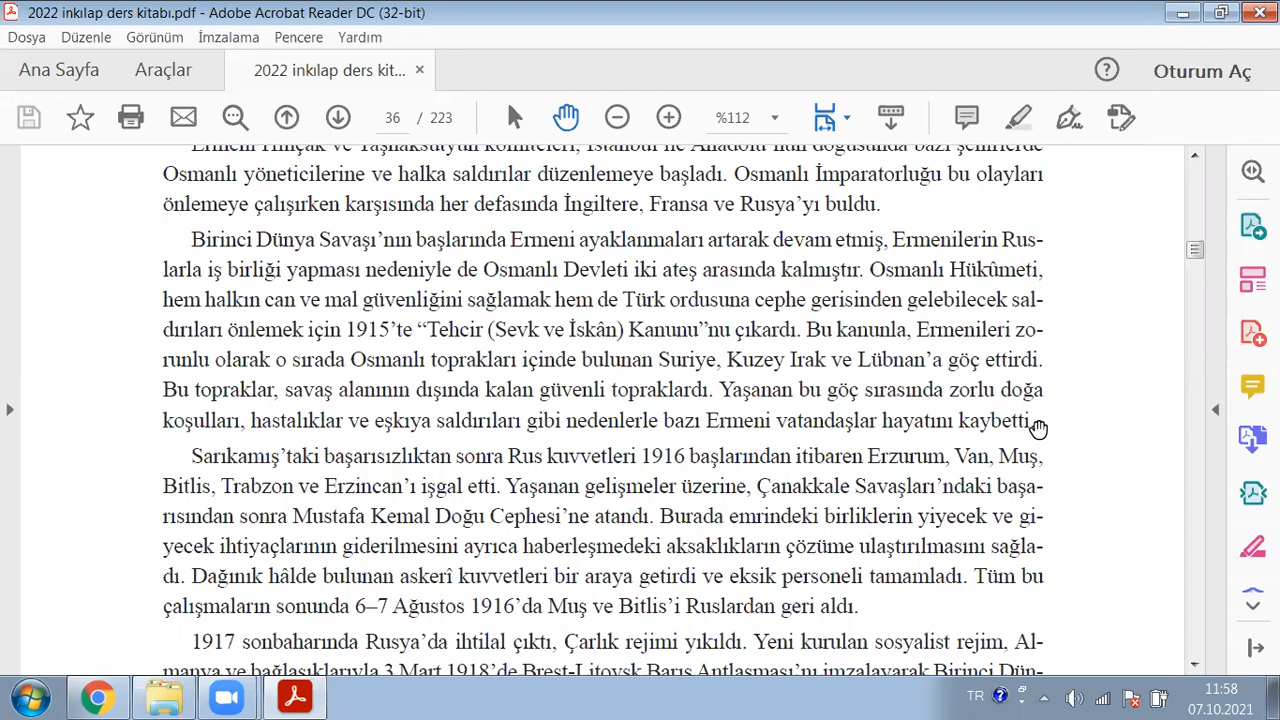 2022 inkılap ders kitabı.pdf - Adobe Acrobat Reader DC (32-bit)
Dosya Düzenle Görünüm İmzalama Pencere Yardım
Ana Sayfa Araçlar 2022 inkılap ders kit... × ? Oturum Aç
36 / 223 %112
Ermeni Hınçak ve Taşnaksutyun komiteleri, İstanbul ile Anadolu'nun doğusunda bazı şehirlerde
Osmanlı yöneticilerine ve halka saldırılar düzenlemeye başladı. Osmanlı İmparatorluğu bu olayları
önlemeye çalışırken karşısında her defasında İngiltere, Fransa ve Rusya’yı buldu.
Birinci Dünya Savaşı’nın başlarında Ermeni ayaklanmaları artarak devam etmiş, Ermenilerin Rus-
larla iş birliği yapması nedeniyle de Osmanlı Devleti iki ateş arasında kalmıştır. Osmanlı Hükûmeti,
hem halkın can ve mal güvenliğini sağlamak hem de Türk ordusuna cephe gerisinden gelebilecek sal-
dırıları önlemek için 1915’te “Tehcir (Sevk ve İskân) Kanunu”nu çıkardı. Bu kanunla, Ermenileri zo-
runlu olarak o sırada Osmanlı toprakları içinde bulunan Suriye, Kuzey Irak ve Lübnan’a göç ettirdi.
Bu topraklar, savaş alanının dışında kalan güvenli topraklardı. Yaşanan bu göç sırasında zorlu doğa
koşulları, hastalıklar ve eşkıya saldırıları gibi nedenlerle bazı Ermeni vatandaşlar hayatını kaybetti.
Sarıkamış’taki başarısızlıktan sonra Rus kuvvetleri 1916 başlarından itibaren Erzurum, Van, Muş,
Bitlis, Trabzon ve Erzincan’ı işgal etti. Yaşanan gelişmeler üzerine, Çanakkale Savaşları’ndaki başa-
rısından sonra Mustafa Kemal Doğu Cephesi’ne atandı. Burada emrindeki birliklerin yiyecek ve gi-
yecek ihtiyaçlarının giderilmesini ayrıca haberleşmedeki aksaklıkların çözüme ulaştırılmasını sağla-
dı. Dağınık hâlde bulunan askerî kuvvetleri bir araya getirdi ve eksik personeli tamamladı. Tüm bu
çalışmaların sonunda 6–7 Ağustos 1916’da Muş ve Bitlis’i Ruslardan geri aldı.
1917 sonbaharında Rusya’da ihtilal çıktı, Çarlık rejimi yıkıldı. Yeni kurulan sosyalist rejim, Al-
manya ve bağlaşıklarıyla 3 Mart 1918’de Brest-Litovsk Barış Antlaşması’nı imzalayarak Birinci Dün-
TR 11:58
07.10.2021